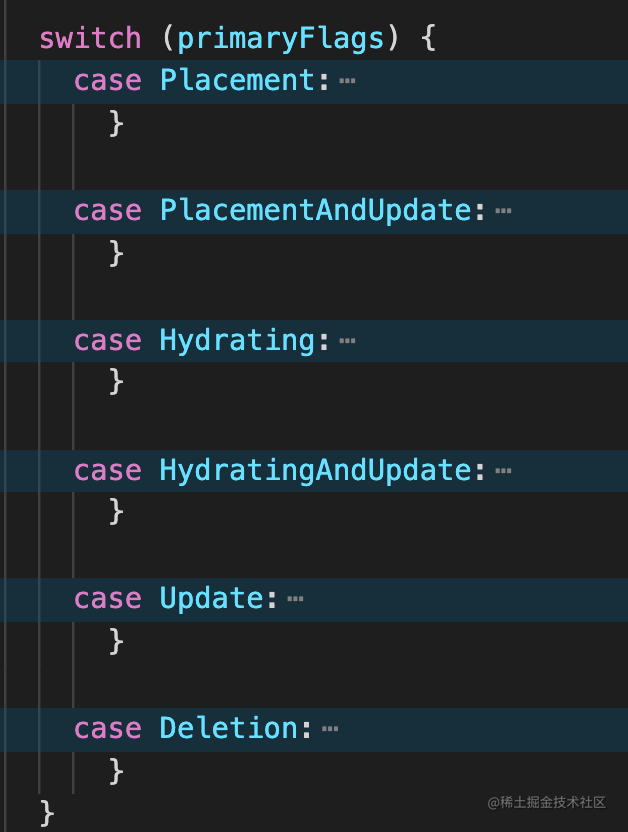 switch (primaryFlags) {
case Placement:…
}
case PlacementAndUpdate:…
}
case Hydrating:…
}
case HydratingAndUpdate:…
}
case Update:…
}
case Deletion:…
}
}
@稀土掘金技术社区